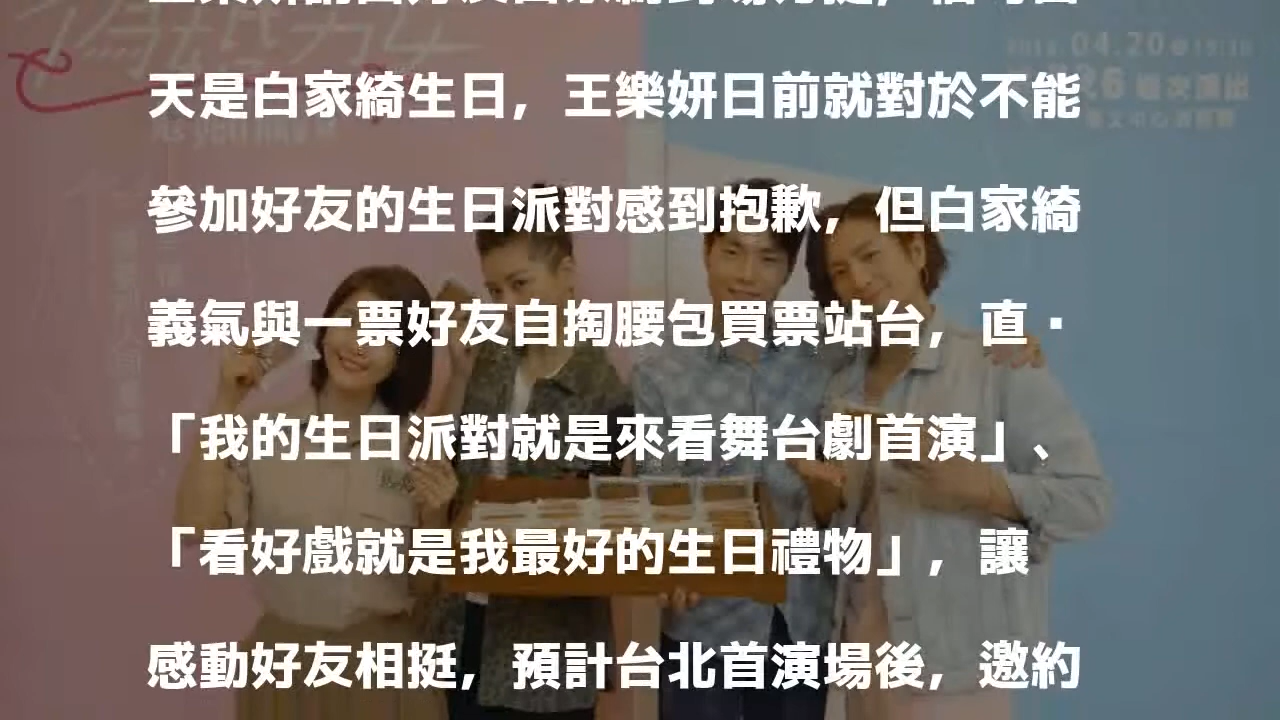 天是白家綺生日，王樂妍日前就對於不能
參加好友的生日派對感到抱歉，但白家綺
義氣與一票好友自掏腰包買票站台，直·
「我的生日派對就是來看舞台劇首演」、
「看好戲就是我最好的生日禮物」，讓
感動好友相挺，預計台北首演場後，邀約
04.20